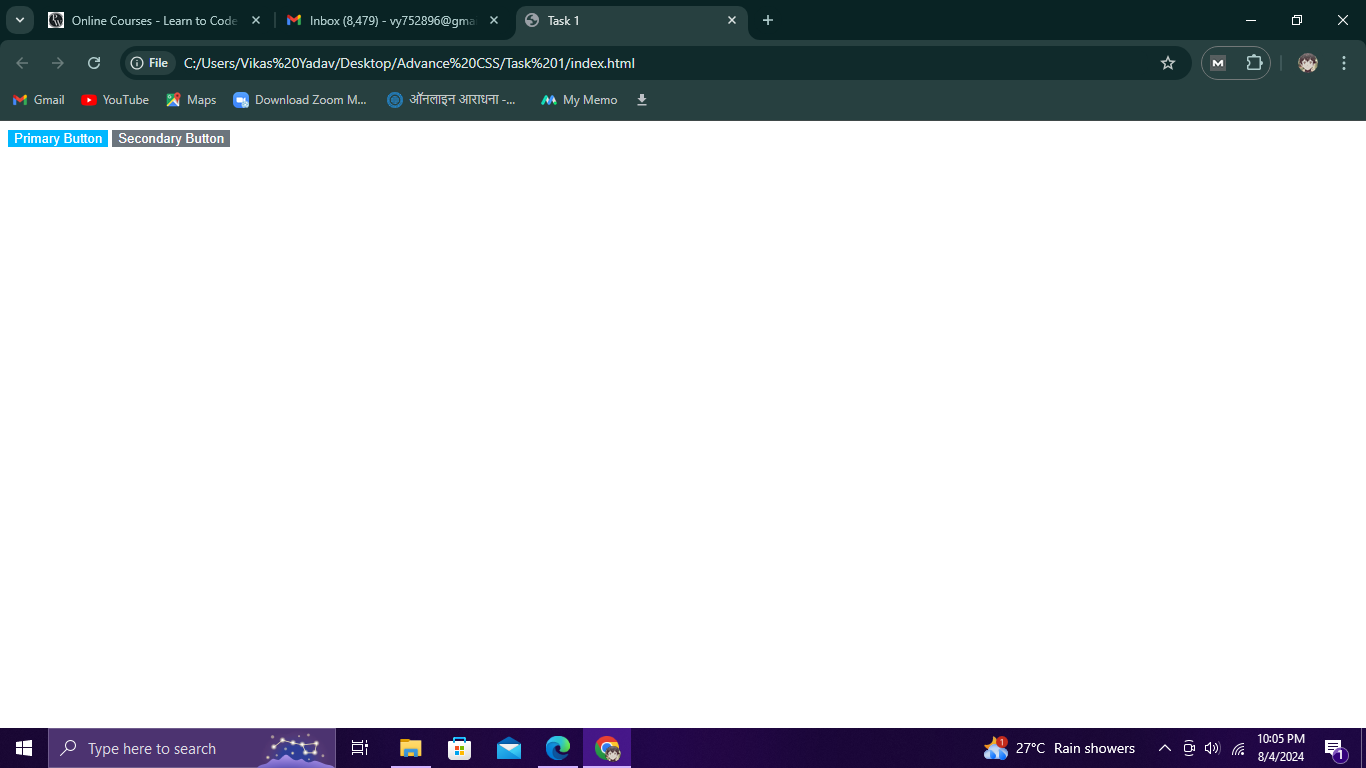 Online Courses - Learn to Code
Inbox (8,479) - vy752896@gma
Task 1
File
C:/Users/Vikas%20Yadav/Desktop/Advance%20CSS/Task%201/index.html
M
Gmail
YouTube
Maps
Download Zoom M...
ऑनलाइन आराधना -...
My Memo
Primary Button
Secondary Button
Type here to search
1
27°C Rain showers
10:05 PM
8/4/2024
1